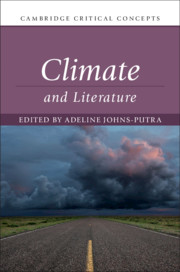 CAMBRIDGE CRITICAL CONCEPTS
Climate
and Literature
EDITED BY ADELINE JOHNS-PUTRA